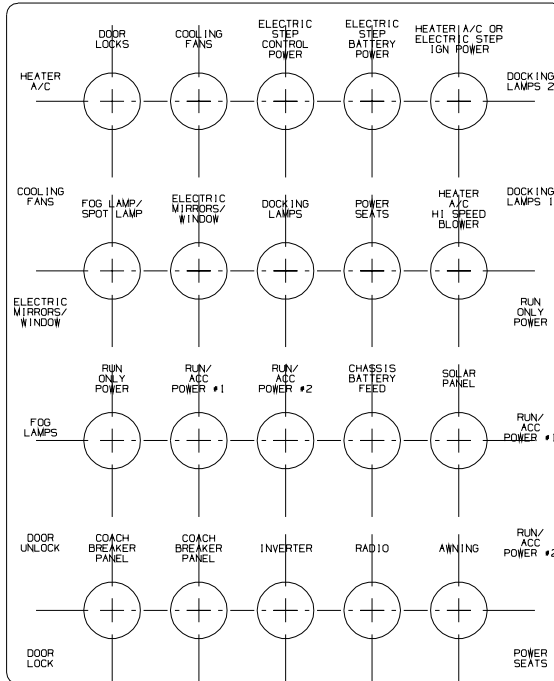 DOOR
LOCKS
COOLING
FANS
ELECTRIC
STEP
CONTROL
POWER
ELECTRIC
STEP
BATTERY
POWER
HEATER A/C OR
ELECTRIC STEP
IGN POWER
HEATER
A/C
DOCKING
LAMPS 2
COOLING
FANS
FOG LAMP/
SPOT LAMP
ELECTRIC
MIRRORS/
WINDOW
DOCKING
LAMPS
POWER
SEATS
HEATER
A/C
HI SPEED
BLOWER
DOCKING
LAMPS 1
ELECTRIC
MIRRORS/
WINDOW
RUN
ONLY
POWER
RUN
ONLY
POWER
RUN/
ACC
POWER #1
RUN/
ACC
POWER #2
CHASSIS
BATTERY
FEED
SOLAR
PANEL
FOG
LAMPS
RUN/
ACC
POWER #1
DOOR
UNLOCK
COACH
BREAKER
PANEL
COACH
BREAKER
PANEL
INVERTER
RADIO
AWNING
RUN/
ACC
POWER #2
DOOR
LOCK
POWER
SEATS